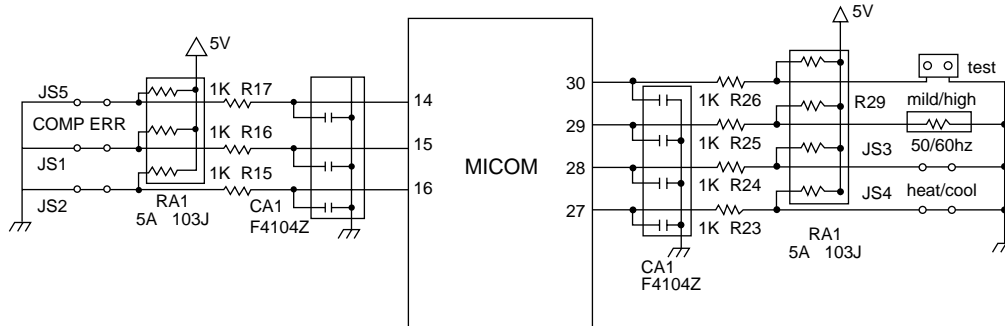 5V
JS5
1K R17
14
COMP ERR
1K R16
15
JS1
1K R15
16
JS2
RA1
5A 103J
CA1
F4104Z
MICOM
5V
30
1K R26
test
R29
mild/high
29
1K R25
50/60hz
28
1K R24
JS3
JS4
heat/cool
27
1K R23
RA1
5A 103J
CA1
F4104Z